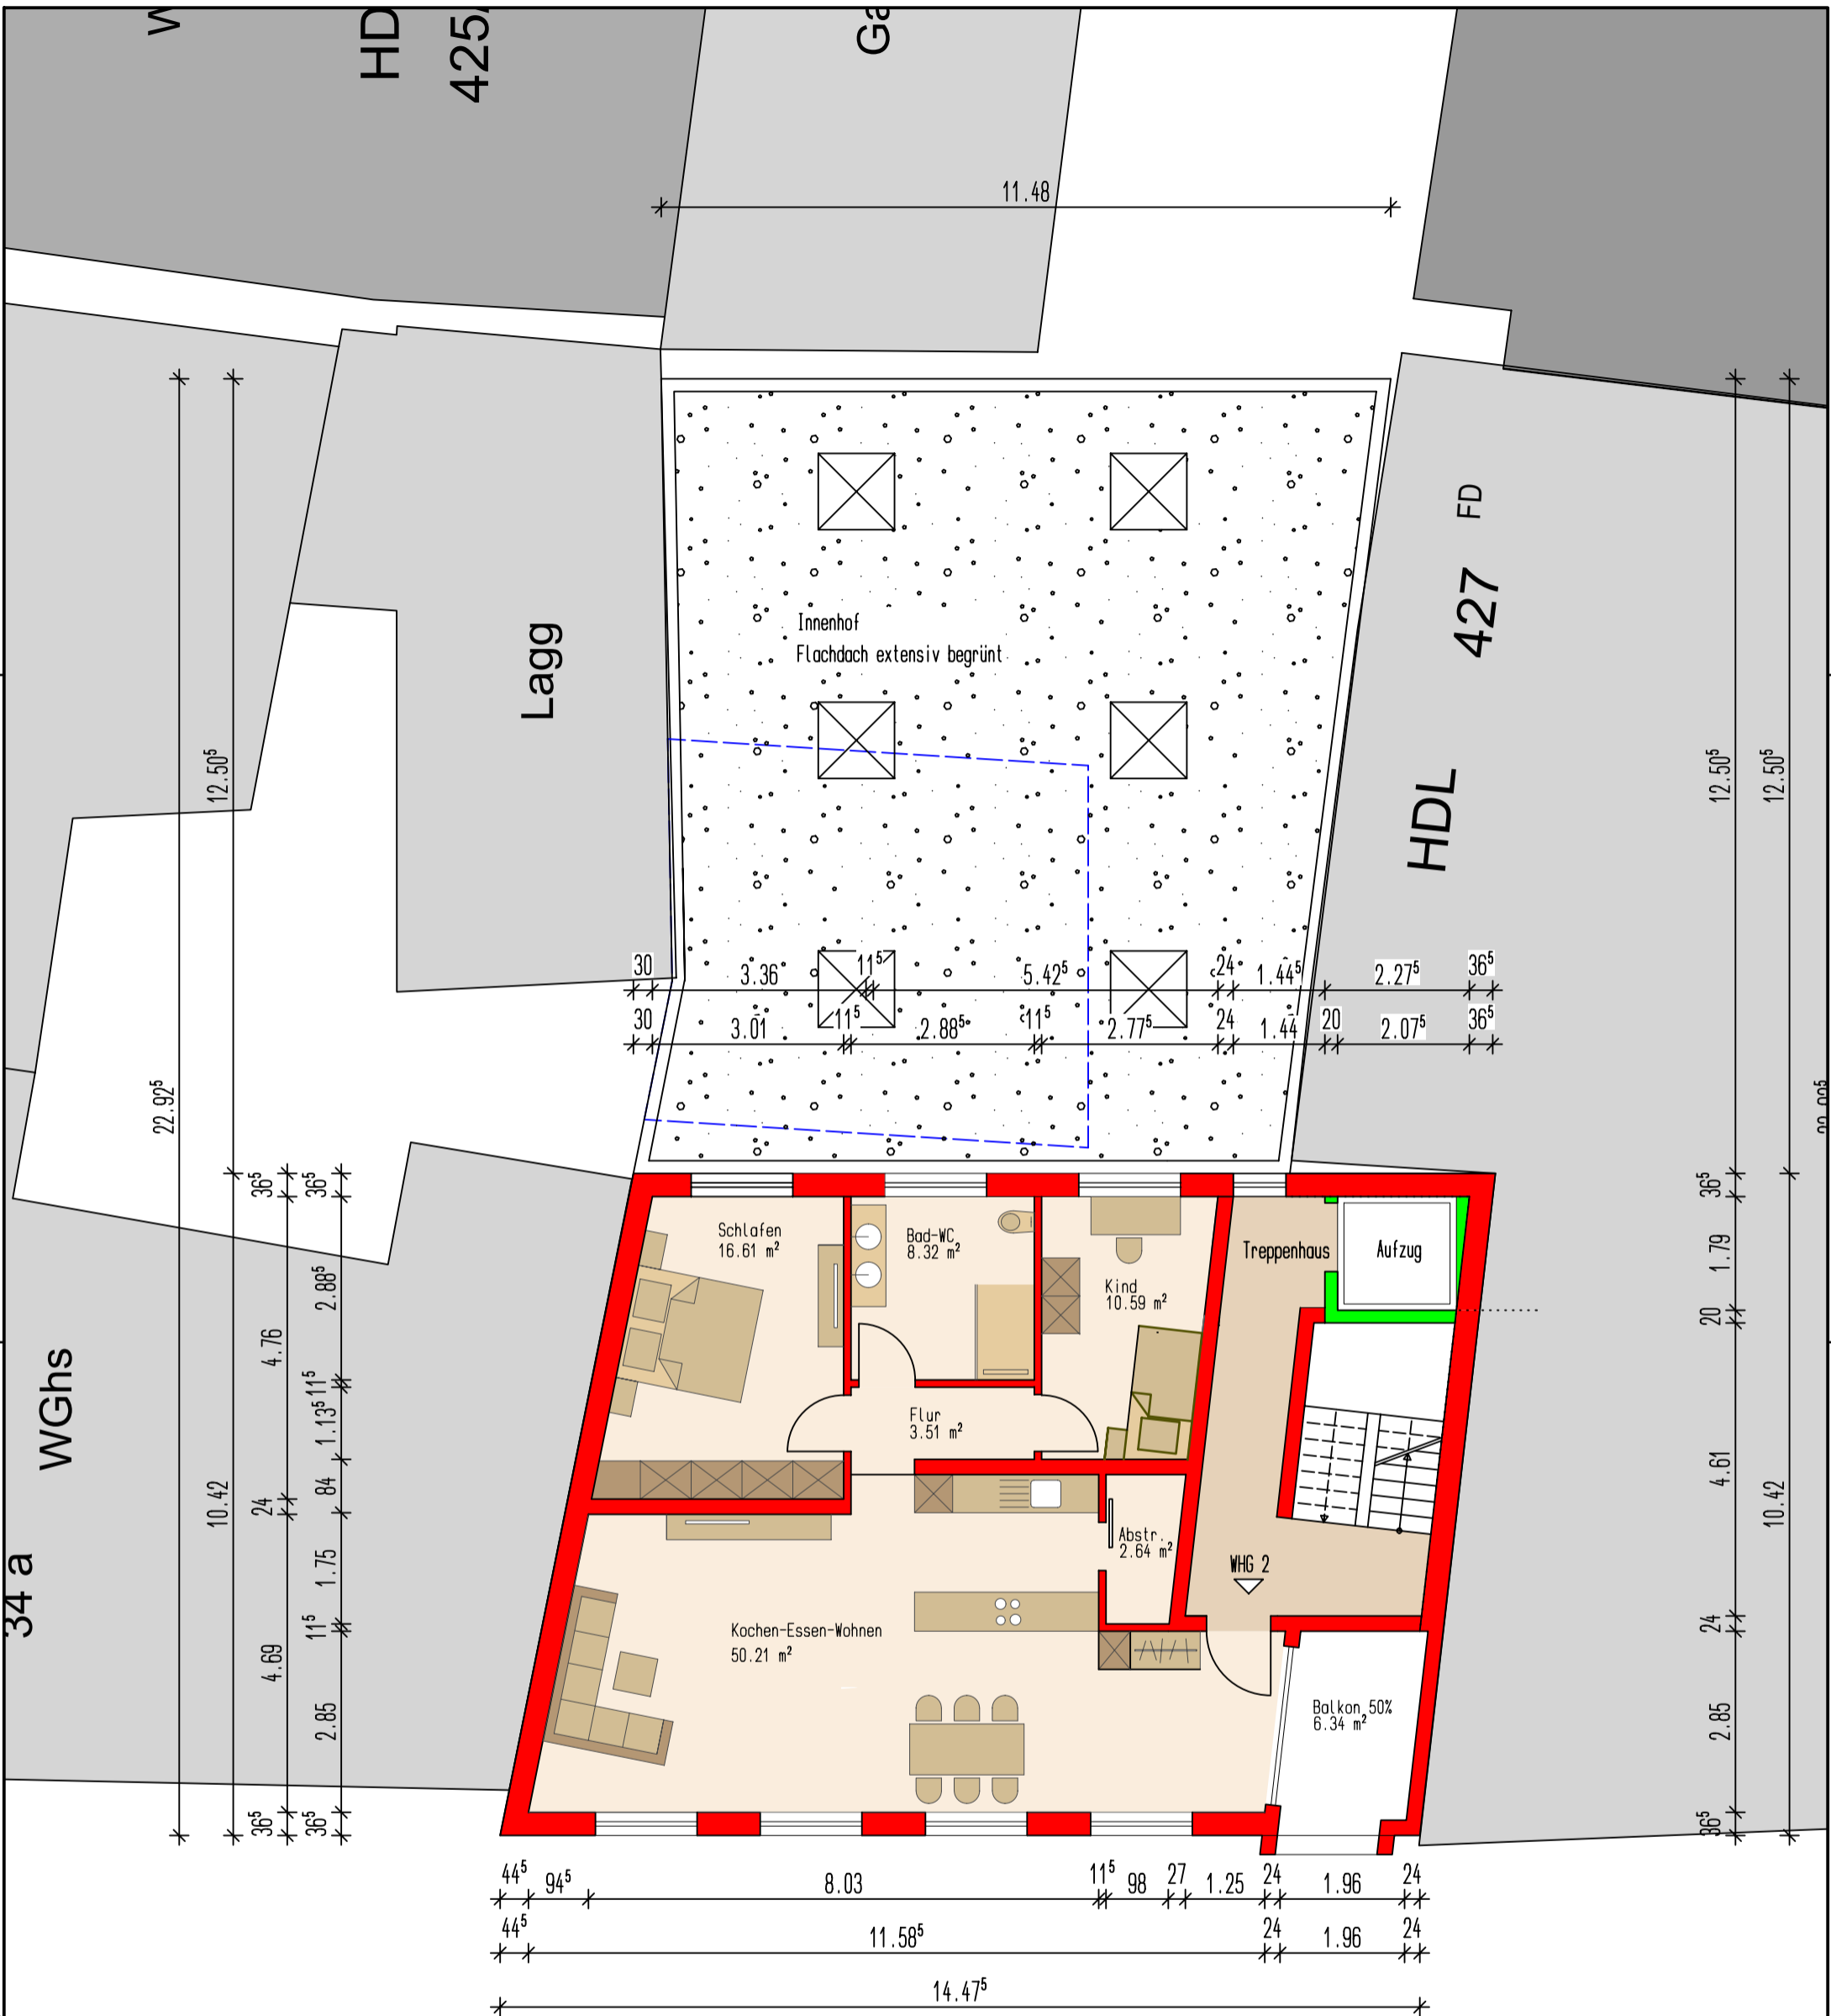 HD
425
Ga
11.48
FD
427
HDL
Lagg
Innenhof
Flachdach extensiv begrünt
12.50⁵
12.50⁵
12.50⁵
22.92⁵
30
3.36
11⁵
5.42⁵
24
1.44⁵
2.27⁵
36⁵
30
3.01
11⁵
2.88⁵
11⁵
2.77⁵
24
1.44
20
2.07⁵
36⁵
36⁵
36⁵
36⁵
Schlafen
16.61 m²
Bad-WC
8.32 m²
Kind
10.59 m²
Treppenhaus
Aufzug
2.88⁵
1.79
4.76
11⁵
20
WGhs
1.13⁵
Flur
3.51 m²
4.61
84
10.42
24
10.42
34 a
1.75
Abstr.
2.64 m²
WHG 2
11⁵
24
4.69
Kochen-Essen-Wohnen
50.21 m²
2.85
Balkon 50%
6.34 m²
2.85
36⁵
36⁵
36⁵
44⁵
94⁵
8.03
11⁵
98
27
1.25
24
1.96
24
44⁵
11.58⁵
24
1.96
24
14.47⁵